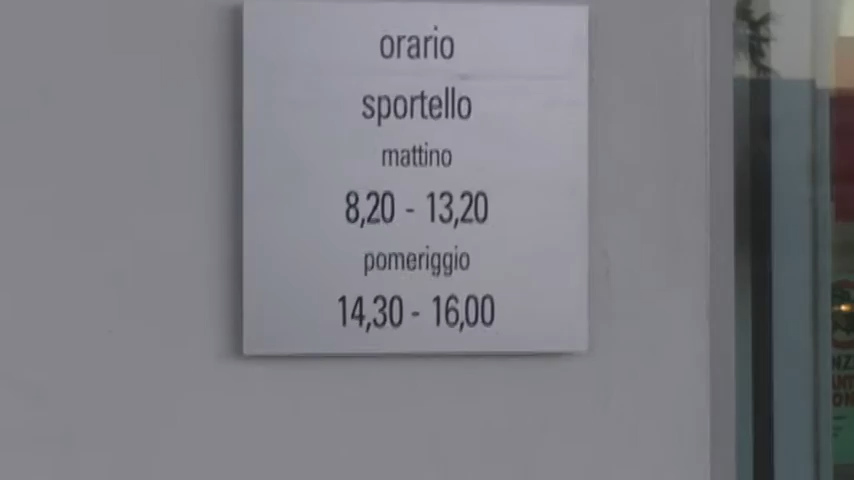 orario
sportello
mattino
8,20 - 13,20
pomeriggio
14,30 - 16,00